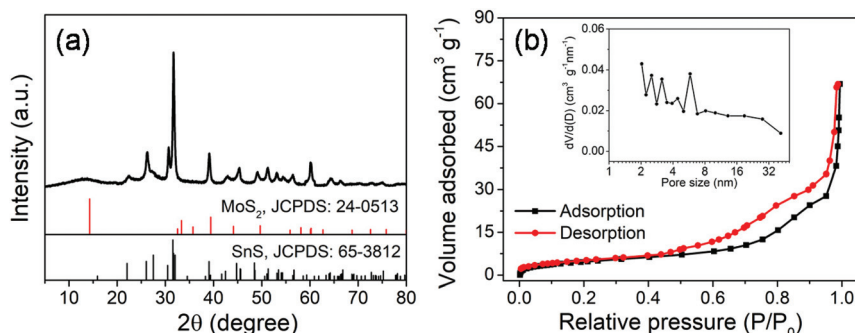 (a)
Intensity (a.u.)
MoS2, JCPDS: 24-0513
SnS, JCPDS: 65-3812
10 20 30 40 50 60 70 80
2θ (degree)
(b)
Volume adsorbed (cm3 g-1)
90
75
60
45
30
15
0
dV/d(D) (cm3 g-1nm-1)
0.06
0.04
0.02
0.00
1 2 4 8 16 32
Pore size (nm)
Adsorption
Desorption
0.0 0.2 0.4 0.6 0.8 1.0
Relative pressure (P/P0)